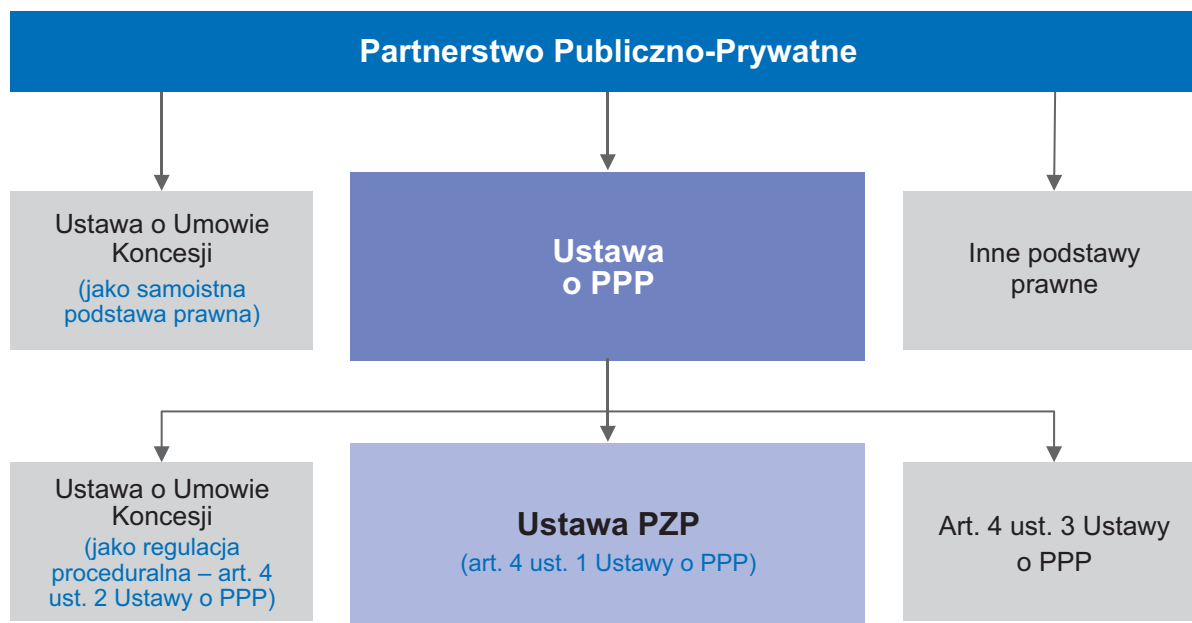 Partnerstwo Publiczno-Prywatne
Ustawa o Umowie
Koncesji
(jako samoistna
podstawa prawna)
Ustawa
o PPP
Inne podstawy
prawne
Ustawa o Umowie
Koncesji
(jako regulacja
proceduralna – art. 4
ust. 2 Ustawy o PPP)
Ustawa PZP
(art. 4 ust. 1 Ustawy o PPP)
Art. 4 ust. 3 Ustawy
o PPP